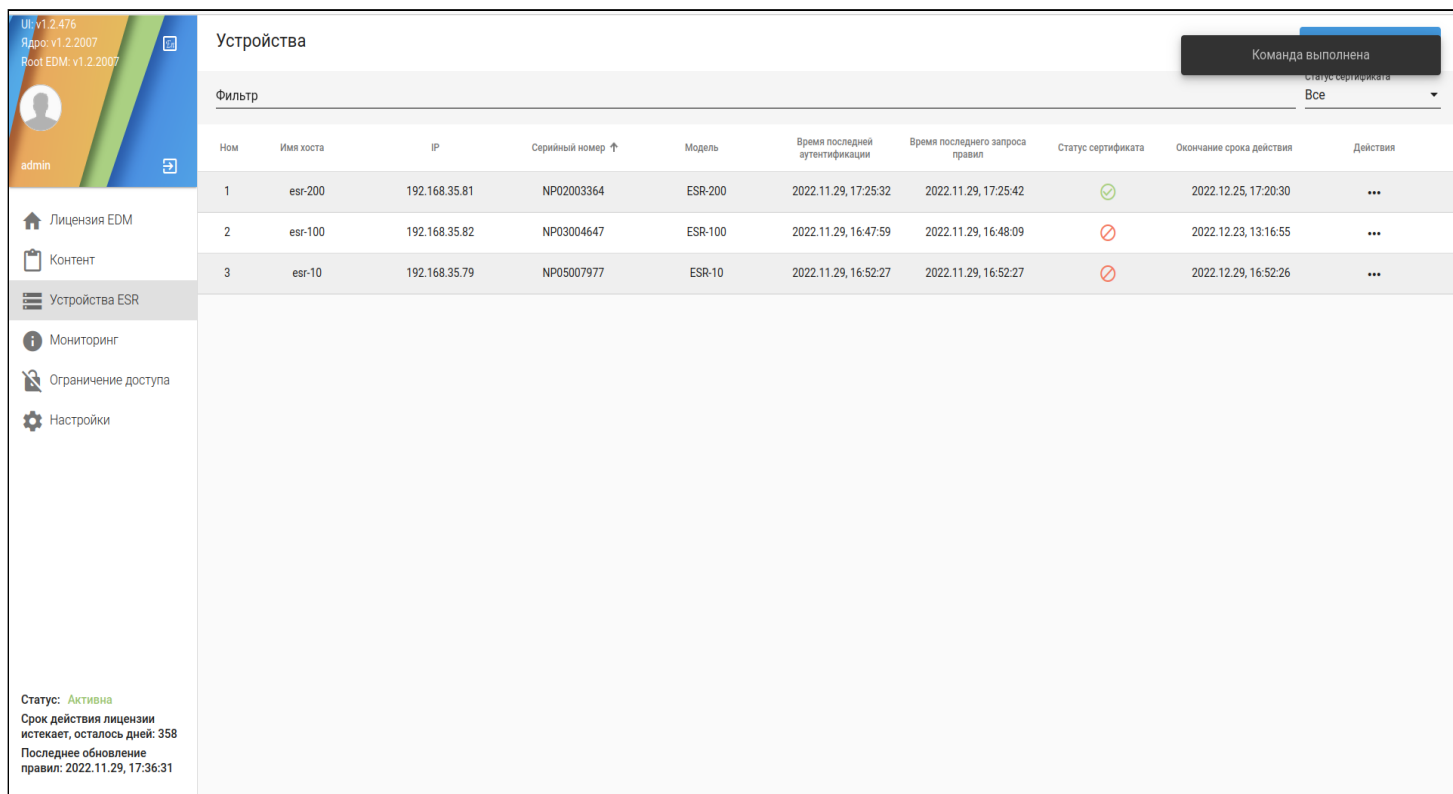 UI: v1.2.476
Ядро: v1.2.2007
Root EDM: v1.2.2007
admin
Лицензия EDM
Контент
Устройства ESR
Мониторинг
Ограничение доступа
Настройки
Статус: Активна
Срок действия лицензии
истекает, осталось дней: 358
Последнее обновление
правил: 2022.11.29, 17:36:31
Устройства
Команда выполнена
Фильтр
Статус сертификата
Все
Ном Имя хоста IP Серийный номер Модель Время последней аутентификации Время последнего запроса правил Статус сертификата Окончание срока действия Действия
1 esr-200 192.168.35.81 NP02003364 ESR-200 2022.11.29, 17:25:32 2022.11.29, 17:25:42 2022.12.25, 17:20:30
2 esr-100 192.168.35.82 NP03004647 ESR-100 2022.11.29, 16:47:59 2022.11.29, 16:48:09 2022.12.23, 13:16:55
3 esr-10 192.168.35.79 NP05007977 ESR-10 2022.11.29, 16:52:27 2022.11.29, 16:52:27 2022.12.29, 16:52:26